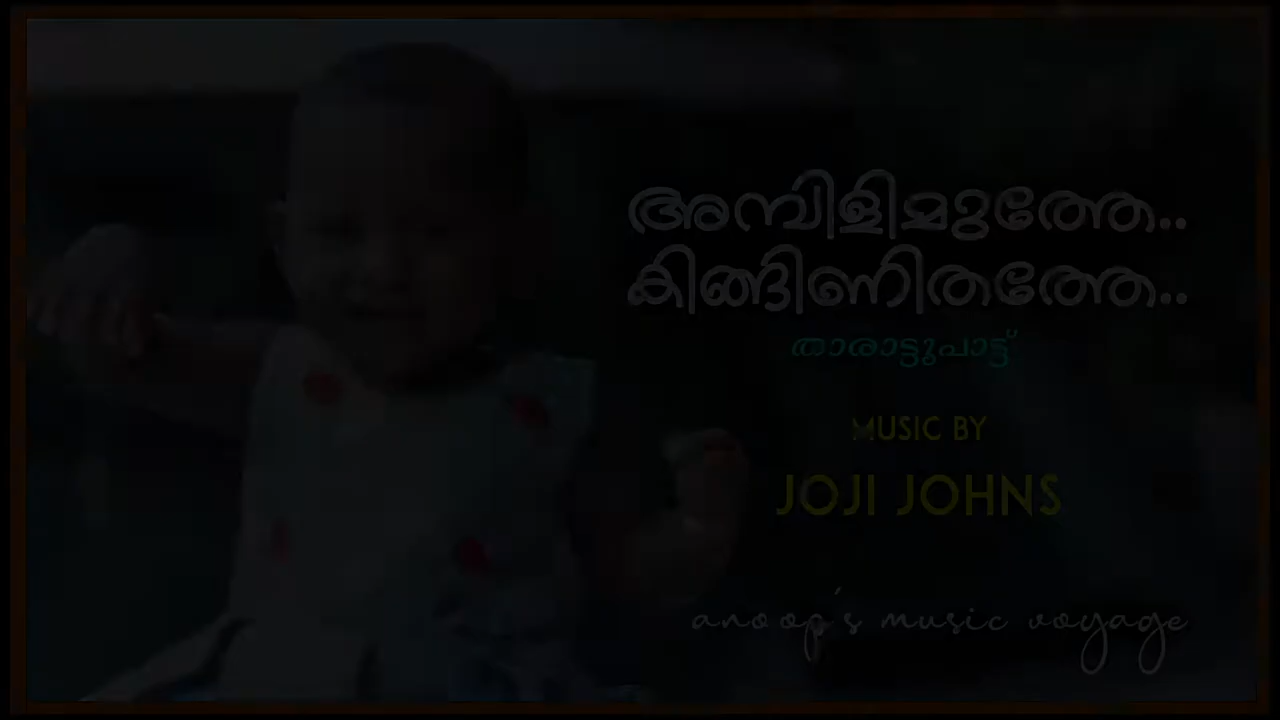 അമ്പിളിമുത്തേ..
കിങ്ങിണിതത്തേ..
താരാട്ടുപാട്ട്
MUSIC BY
JOJI JOHNS
anoop's music voyage